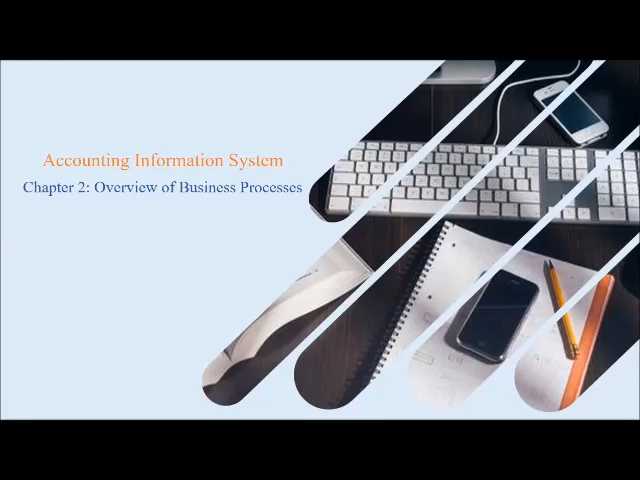 Accounting Information System
Chapter 2: Overview of Business Processes